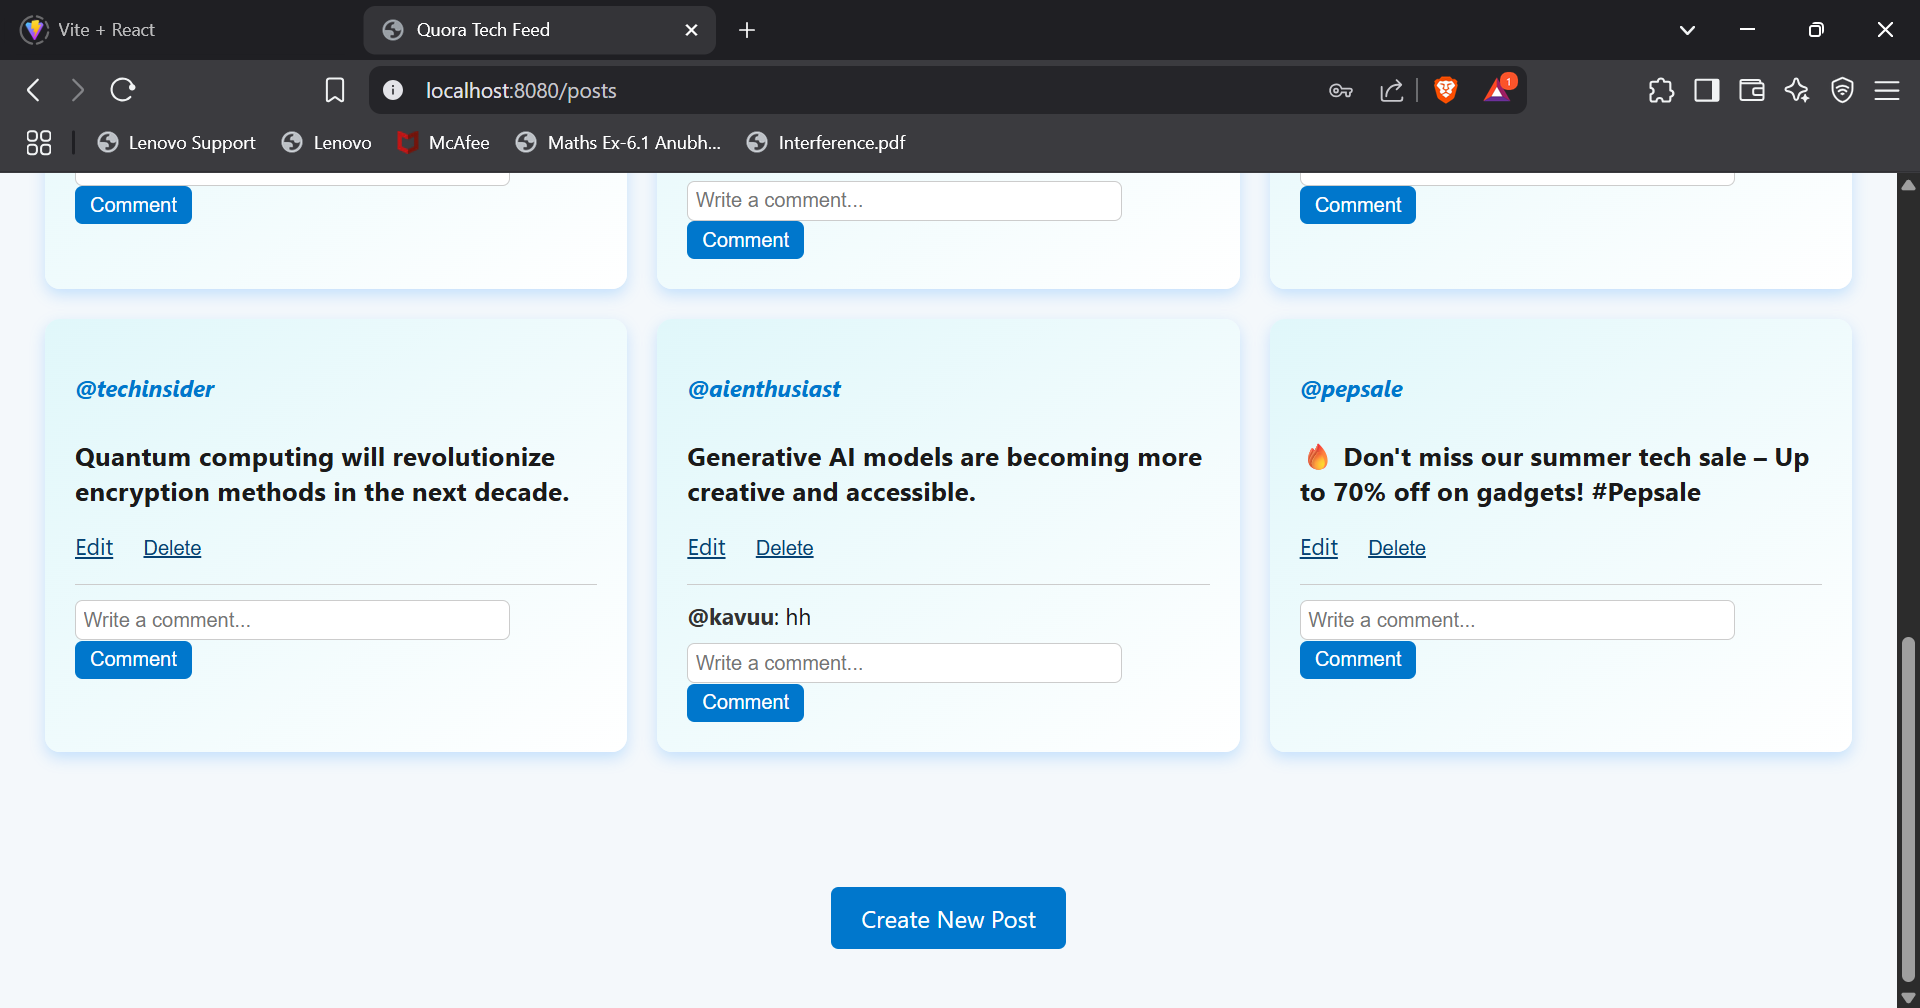 Vite + React
Quora Tech Feed
localhost:8080/posts
1
Lenovo Support
Lenovo
McAfee
Maths Ex-6.1 Anubh...
Interference.pdf
Comment
Write a comment...
Comment
Comment
@techinsider
Quantum computing will revolutionize
encryption methods in the next decade.
Edit Delete
Write a comment...
Comment
@aienthusiast
Generative AI models are becoming more
creative and accessible.
Edit Delete
@kavuu: hh
Write a comment...
Comment
@pepsale
🔥 Don't miss our summer tech sale – Up
to 70% off on gadgets! #Pepsale
Edit Delete
Write a comment...
Comment
Create New Post